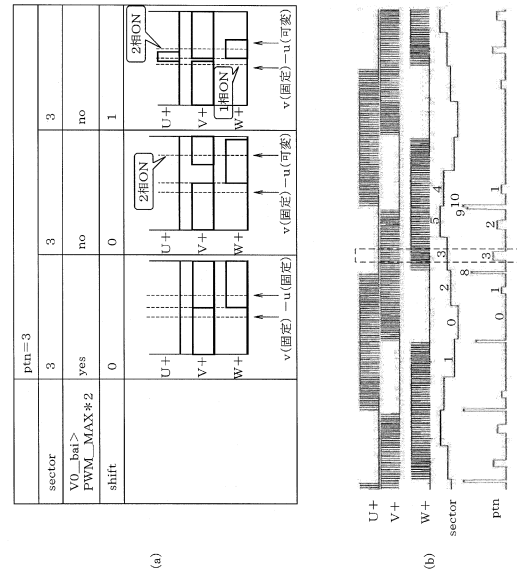 (a)
ptn=3
sector 3 3 3
V0_bai> PWM_MAX*2 yes no no
shift 0 0 1
U+
V+
W+
v(固定)
-u(固定)
2相ON
U+
V+
W+
v(固定)
-u(可変)
2相ON
1相ON
U+
V+
W+
v(固定)
-u(可変)
(b)
U+
V+
W+
sector
1 0 2 3 5 4
ptn
0 1 8 3 2 9 10 1